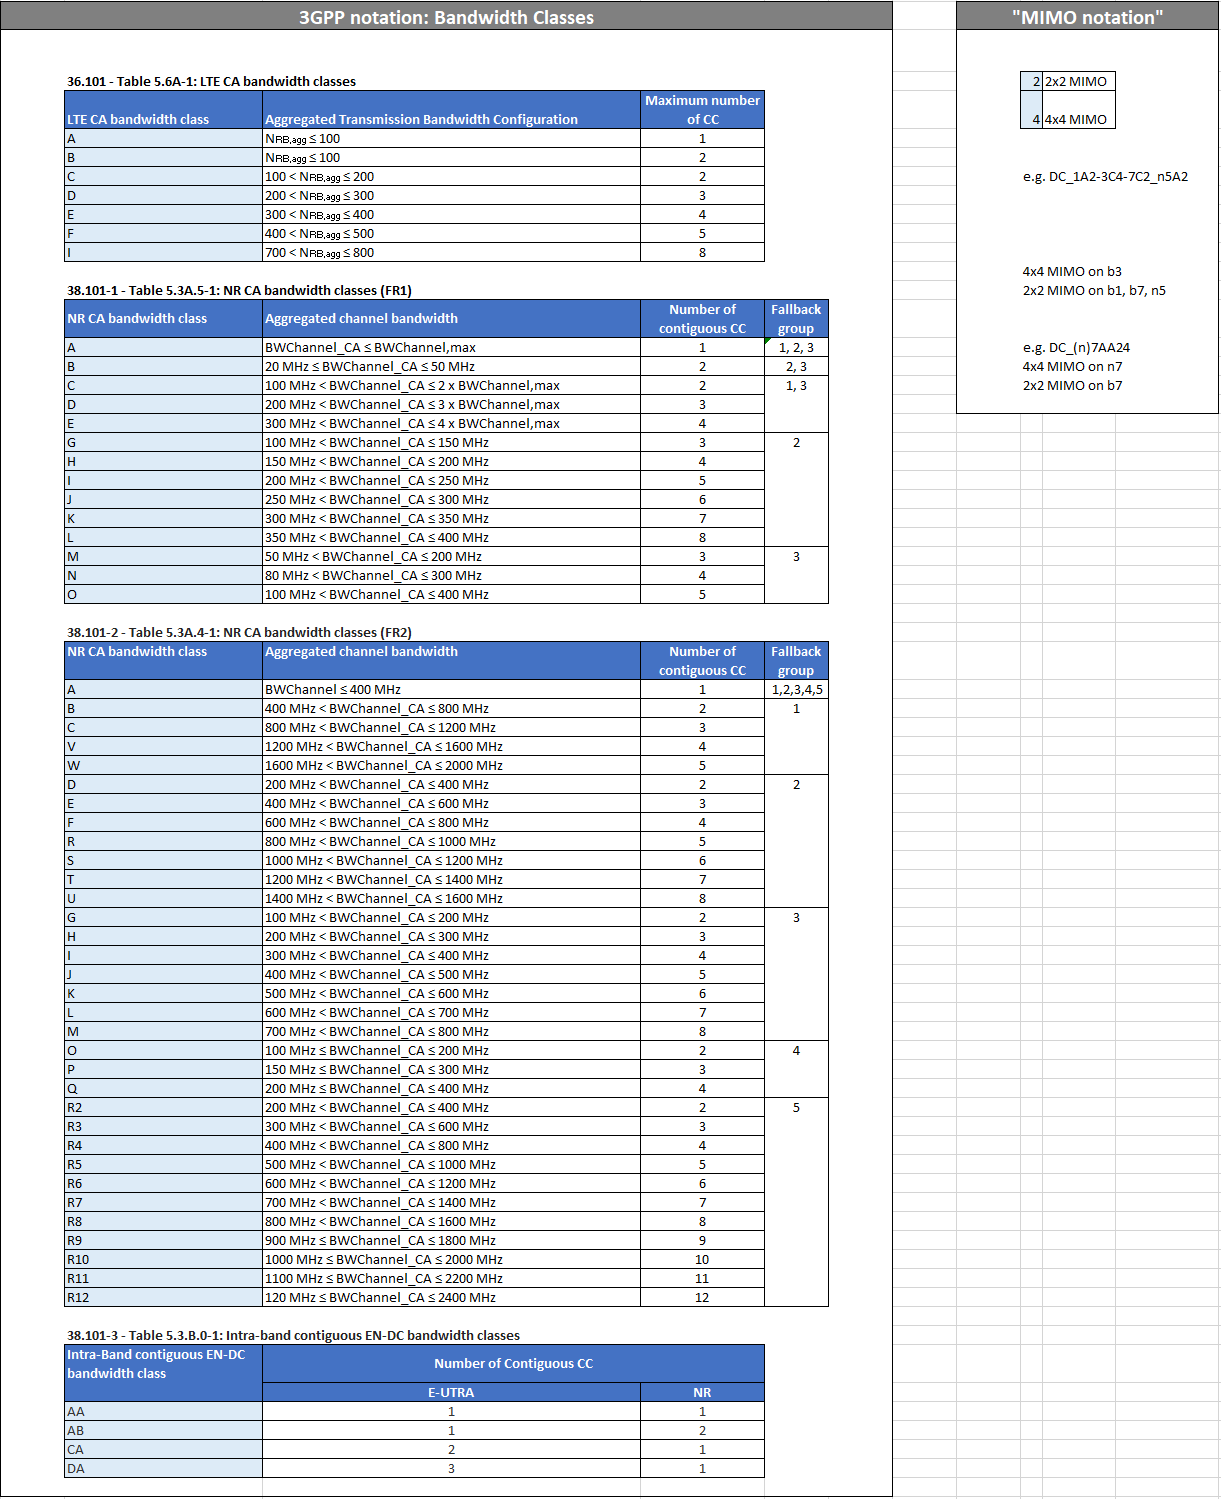 3GPP notation: Bandwidth Classes
"MIMO notation"
36.101 - Table 5.6A-1: LTE CA bandwidth classes
LTE CA bandwidth class Aggregated Transmission Bandwidth Configuration Maximum number of CC
A NRB,agg ≤ 100 1
B NRB,agg ≤ 100 2
C 100 < NRB,agg ≤ 200 2
D 200 < NRB,agg ≤ 300 3
E 300 < NRB,agg ≤ 400 4
F 400 < NRB,agg ≤ 500 5
I 700 < NRB,agg ≤ 800 8
38.101-1 - Table 5.3A.5-1: NR CA bandwidth classes (FR1)
NR CA bandwidth class Aggregated channel bandwidth Number of contiguous CC Fallback group
A BWChannel_CA ≤ BWChannel,max 1 1, 2, 3
B 20 MHz ≤ BWChannel_CA ≤ 50 MHz 2 2, 3
C 100 MHz < BWChannel_CA ≤ 2 x BWChannel,max 2 1, 3
D 200 MHz < BWChannel_CA ≤ 3 x BWChannel,max 3
E 300 MHz < BWChannel_CA ≤ 4 x BWChannel,max 4
G 100 MHz < BWChannel_CA ≤ 150 MHz 3 2
H 150 MHz < BWChannel_CA ≤ 200 MHz 4
I 200 MHz < BWChannel_CA ≤ 250 MHz 5
J 250 MHz < BWChannel_CA ≤ 300 MHz 6
K 300 MHz < BWChannel_CA ≤ 350 MHz 7
L 350 MHz < BWChannel_CA ≤ 400 MHz 8
M 50 MHz < BWChannel_CA ≤ 200 MHz 3 3
N 80 MHz < BWChannel_CA ≤ 300 MHz 4
O 100 MHz < BWChannel_CA ≤ 400 MHz 5
38.101-2 - Table 5.3A.4-1: NR CA bandwidth classes (FR2)
NR CA bandwidth class Aggregated channel bandwidth Number of contiguous CC Fallback group
A BWChannel ≤ 400 MHz 1 1,2,3,4,5
B 400 MHz < BWChannel_CA ≤ 800 MHz 2 1
C 800 MHz < BWChannel_CA ≤ 1200 MHz 3
V 1200 MHz < BWChannel_CA ≤ 1600 MHz 4
W 1600 MHz < BWChannel_CA ≤ 2000 MHz 5
D 200 MHz < BWChannel_CA ≤ 400 MHz 2 2
E 400 MHz < BWChannel_CA ≤ 600 MHz 3
F 600 MHz < BWChannel_CA ≤ 800 MHz 4
R 800 MHz < BWChannel_CA ≤ 1000 MHz 5
S 1000 MHz < BWChannel_CA ≤ 1200 MHz 6
T 1200 MHz < BWChannel_CA ≤ 1400 MHz 7
U 1400 MHz < BWChannel_CA ≤ 1600 MHz 8
G 100 MHz < BWChannel_CA ≤ 200 MHz 2 3
H 200 MHz < BWChannel_CA ≤ 300 MHz 3
I 300 MHz < BWChannel_CA ≤ 400 MHz 4
J 400 MHz < BWChannel_CA ≤ 500 MHz 5
K 500 MHz < BWChannel_CA ≤ 600 MHz 6
L 600 MHz < BWChannel_CA ≤ 700 MHz 7
M 700 MHz < BWChannel_CA ≤ 800 MHz 8
O 100 MHz ≤ BWChannel_CA ≤ 200 MHz 2 4
P 150 MHz ≤ BWChannel_CA ≤ 300 MHz 3
Q 200 MHz ≤ BWChannel_CA ≤ 400 MHz 4
R2 200 MHz < BWChannel_CA ≤ 400 MHz 2 5
R3 300 MHz < BWChannel_CA ≤ 600 MHz 3
R4 400 MHz < BWChannel_CA ≤ 800 MHz 4
R5 500 MHz < BWChannel_CA ≤ 1000 MHz 5
R6 600 MHz < BWChannel_CA ≤ 1200 MHz 6
R7 700 MHz < BWChannel_CA ≤ 1400 MHz 7
R8 800 MHz < BWChannel_CA ≤ 1600 MHz 8
R9 900 MHz ≤ BWChannel_CA ≤ 1800 MHz 9
R10 1000 MHz ≤ BWChannel_CA ≤ 2000 MHz 10
R11 1100 MHz ≤ BWChannel_CA ≤ 2200 MHz 11
R12 120 MHz ≤ BWChannel_CA ≤ 2400 MHz 12
38.101-3 - Table 5.3.B.0-1: Intra-band contiguous EN-DC bandwidth classes
Intra-Band contiguous EN-DC bandwidth class Number of Contiguous CC
E-UTRA NR
AA 1 1
AB 1 2
CA 2 1
DA 3 1
2 2x2 MIMO
4 4x4 MIMO
e.g. DC_1A2-3C4-7C2_n5A2
4x4 MIMO on b3
2x2 MIMO on b1, b7, n5
e.g. DC_(n)7AA24
4x4 MIMO on n7
2x2 MIMO on b7